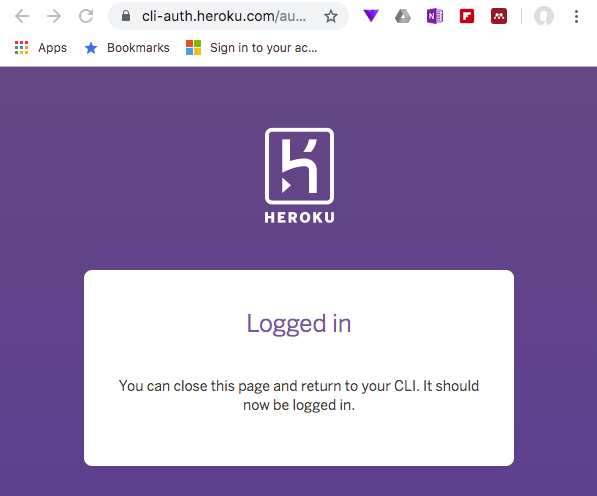 cli-auth.heroku.com/au...
Apps Bookmarks Sign in to your ac...
HEROKU
Logged in
You can close this page and return to your CLI. It should
now be logged in.